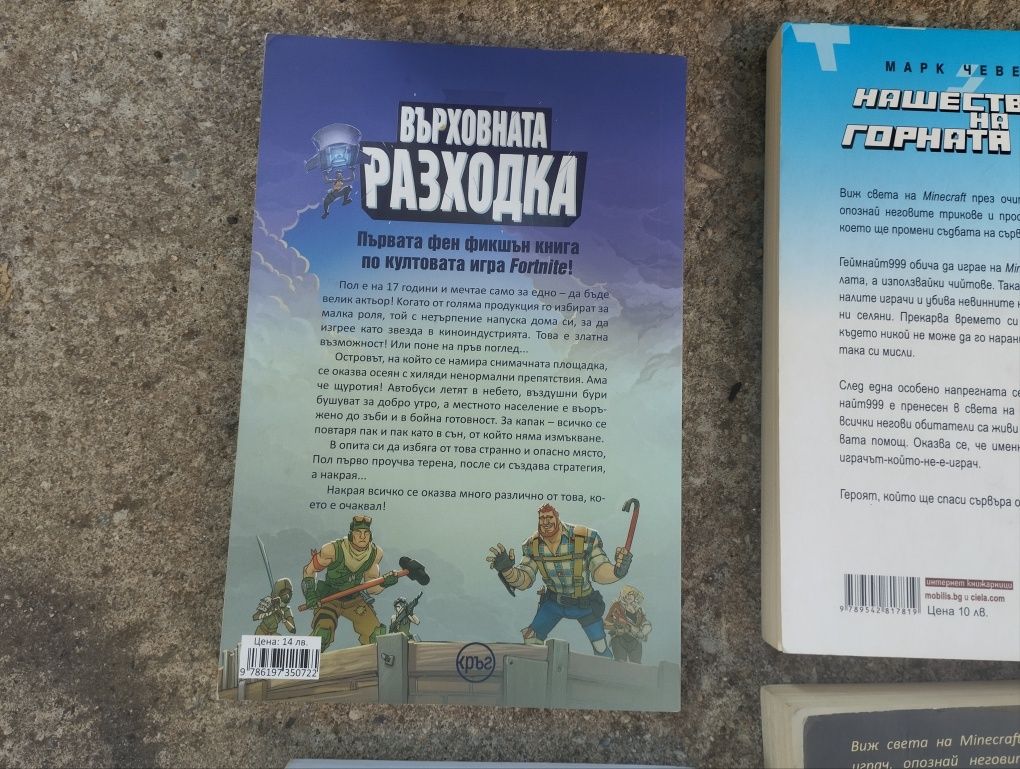 ВЪРХОВНАТА
РАЗХОДКА
Първата фен фикшън книга
по култовата игра Fortnite!
Пол е на 17 години и мечтае само за едно – да бъде
велик актьор! Когато от голяма продукция го избират за
малка роля, той с нетърпение напуска дома си, за да
изгрее като звезда в киноиндустрията. Това е златна
възможност! Или поне на пръв поглед...
Островът, на който се намира снимачната площадка,
се оказва осеян с хиляди ненормални препятствия. Ама
че щуротия! Автобуси летят в небето, въздушни бури
бушуват за добро утро, а местното население е въоръ-
жено до зъби и в бойна готовност. За капак – всичко се
повтаря пак и пак като в сън, от който няма измъкване.
В опита си да избяга от това странно и опасно място,
Пол първо проучва терена, после си създава стратегия,
а накрая...
Накрая всичко се оказва много различно от това, ко-
ето е очаквал!
Цена: 14 лв.
9 786197 350722
кръг
МАРК ЧЕВЕ
НАШЕСТВ
НА
ГОРНАТА
Виж света на Minecraft през очит
опознай неговите трикове и прос
което ще промени съдбата на сърв
Геймнайт999 обича да играе на Min
лата, а използвайки чийтове. Така
налите играчи и убива невинните
ни селяни. Прекарва времето си
където никой не може да го наран
така си мисли.
След една особено напрегната се
найт999 е пренесен в света на
всички негови обитатели са живи
вата помощ. Оказва се, че именн
играчът-който-не-е-играч.
Героят, който ще спаси сървъра о
интернет книжарници
mobilis.bg и ciela.com
Цена 10 лв.
9 789542 817819
Виж света на Minecraft
играч, опознай неговит